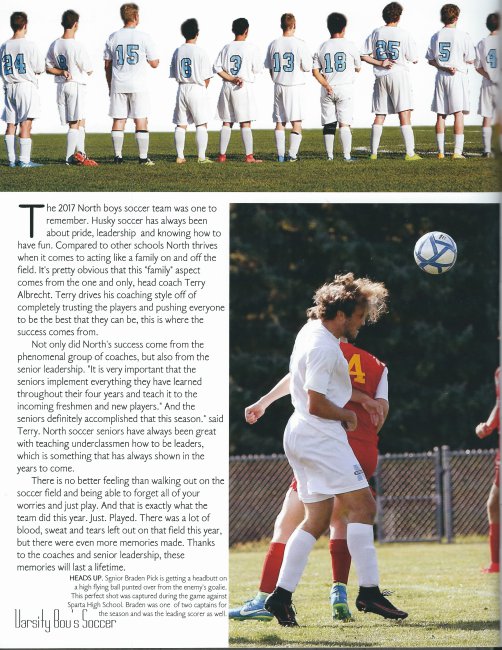 24 8 15 6 3 13 18 25 5 4
The 2017 North boys soccer team was one to
remember. Husky soccer has always been
about pride, leadership and knowing how to
have fun. Compared to other schools North thrives
when it comes to acting like a family on and off the
field. It's pretty obvious that this "family" aspect
comes from the one and only, head coach Terry
Albrecht. Terry drives his coaching style off of
completely trusting the players and pushing everyone
to be the best that they can be, this is where the
success comes from.
Not only did North's success come from the
phenomenal group of coaches, but also from the
senior leadership. "It is very important that the
seniors implement everything they have learned
throughout their four years and teach it to the
incoming freshmen and new players." And the
seniors definitely accomplished that this season." said
Terry. North soccer seniors have always been great
with teaching underclassmen how to be leaders,
which is something that has always shown in the
years to come.
There is no better feeling than walking out on the
soccer field and being able to forget all of your
worries and just play. And that is exactly what the
team did this year. Just. Played. There was a lot of
blood, sweat and tears left out on that field this year,
but there were even more memories made. Thanks
to the coaches and senior leadership, these
memories will last a lifetime.
HEADS UP. Senior Braden Pick is getting a headbutt on
a high flying ball punted over from the enemy's goalie.
This perfect shot was captured during the game against
Sparta High School. Braden was one of two captains for
the season and was the leading scorer as well.
Varsity Boy's Soccer
4